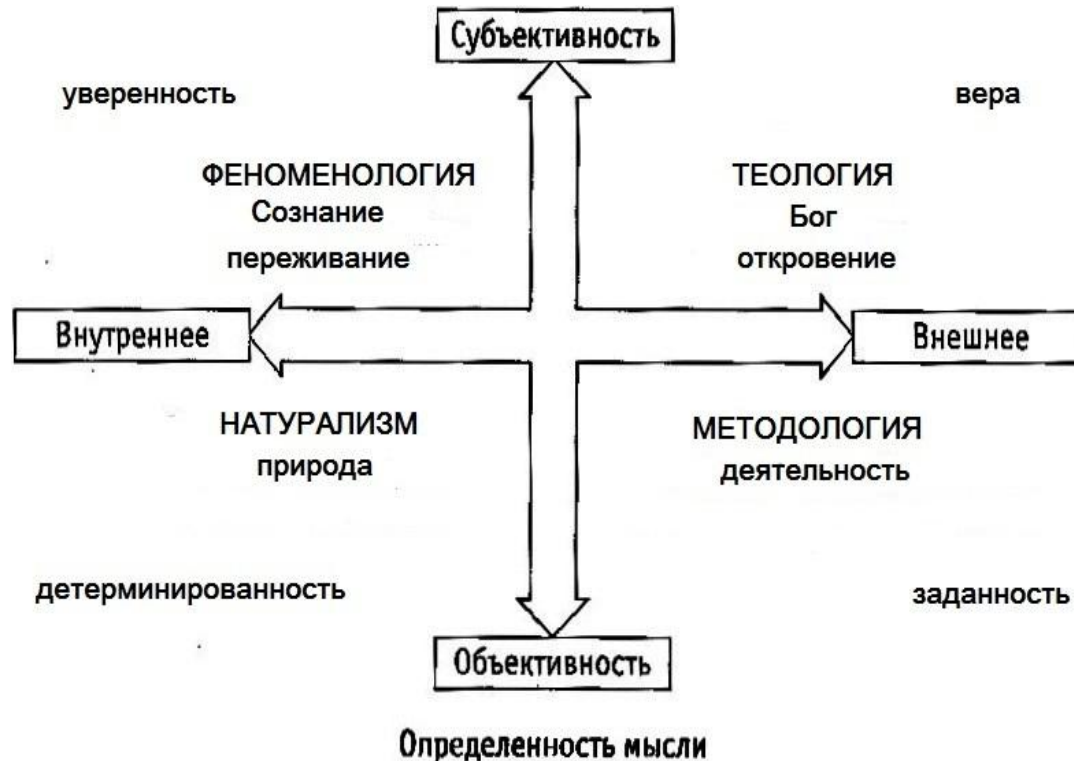 Субъективность
уверенность
вера
ФЕНОМЕНОЛОГИЯ
Сознание
переживание
ТЕОЛОГИЯ
Бог
откровение
Внутреннее
Внешнее
НАТУРАЛИЗМ
природа
МЕТОДОЛОГИЯ
деятельность
детерминированность
заданность
Объективность
Определенность мысли